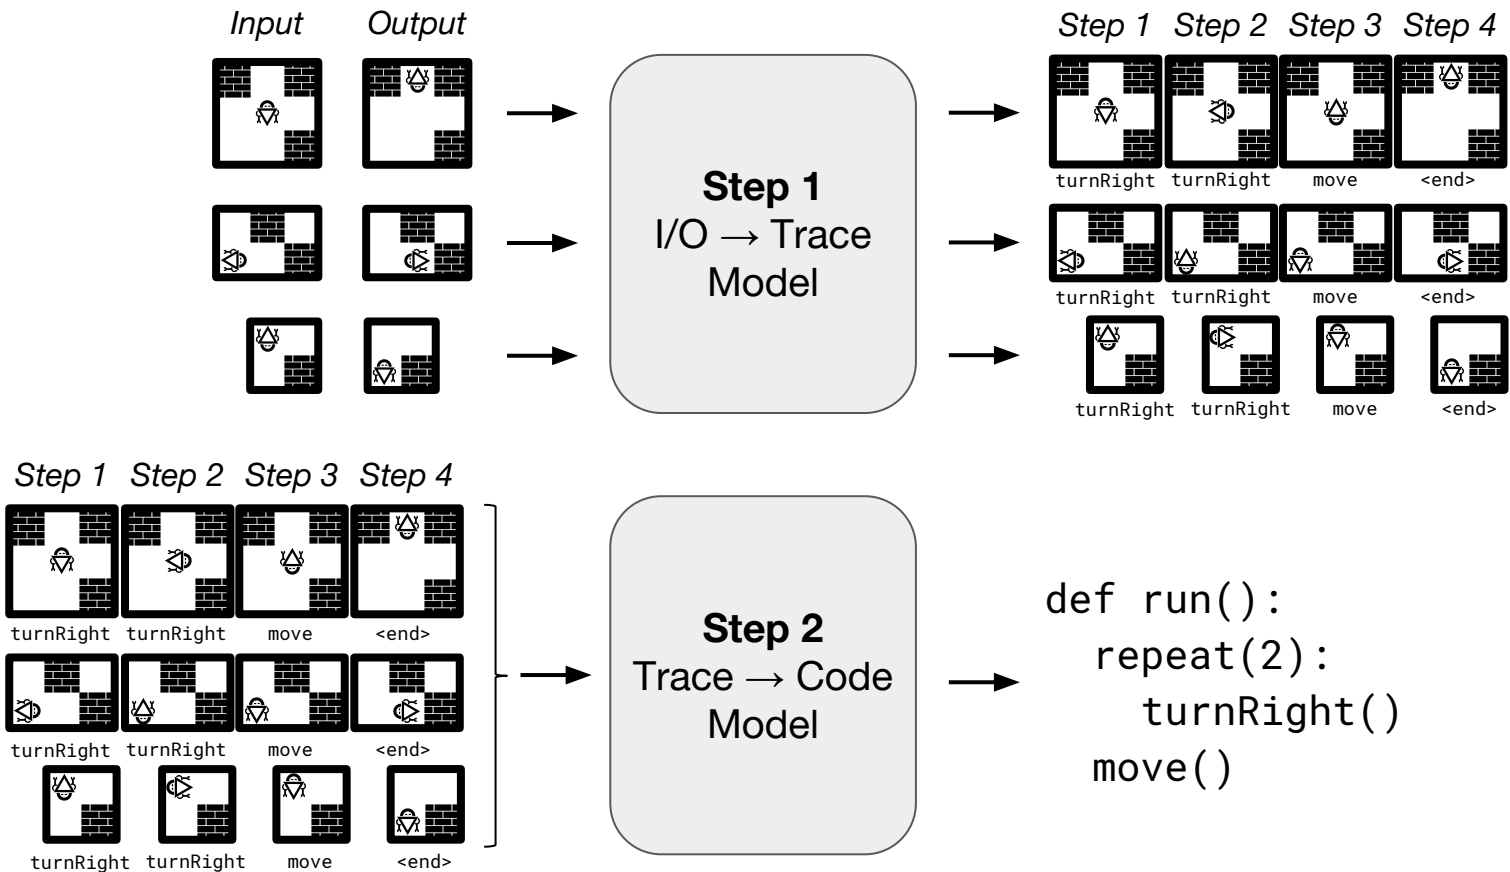 Input Output
Step 1 Step 2 Step 3 Step 4
turnRight turnRight move <end>
Step 1
I/O → Trace
Model
turnRight turnRight move <end>
turnRight turnRight move <end>
Step 1 Step 2 Step 3 Step 4
turnRight turnRight move <end>
turnRight turnRight move <end>
turnRight turnRight move <end>
Step 2
Trace → Code
Model
def run():
  repeat(2):
    turnRight()
  move()